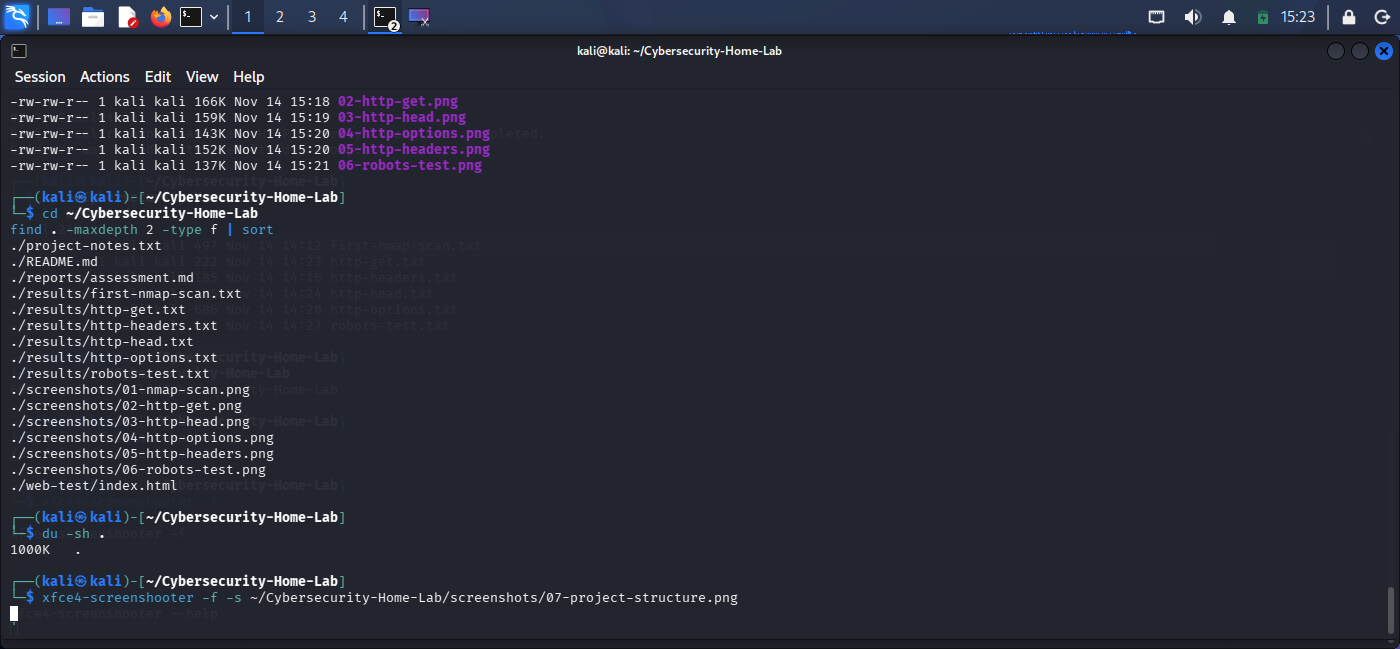 1 2 3 4 2 15:23
kali@kali: ~/Cybersecurity-Home-Lab
Session Actions Edit View Help
-rw-rw-r-- 1 kali kali 166K Nov 14 15:18 02-http-get.png
-rw-rw-r-- 1 kali kali 159K Nov 14 15:19 03-http-head.png
-rw-rw-r-- 1 kali kali 143K Nov 14 15:20 04-http-options.png
-rw-rw-r-- 1 kali kali 152K Nov 14 15:20 05-http-headers.png
-rw-rw-r-- 1 kali kali 137K Nov 14 15:21 06-robots-test.png
┌──(kali㉿kali)-[~/Cybersecurity-Home-Lab]
└─$ cd ~/Cybersecurity-Home-Lab
find . -maxdepth 2 -type f | sort
./project-notes.txt
./README.md
./reports/assessment.md
./results/first-nmap-scan.txt
./results/http-get.txt
./results/http-headers.txt
./results/http-head.txt
./results/http-options.txt
./results/robots-test.txt
./screenshots/01-nmap-scan.png
./screenshots/02-http-get.png
./screenshots/03-http-head.png
./screenshots/04-http-options.png
./screenshots/05-http-headers.png
./screenshots/06-robots-test.png
./web-test/index.html
┌──(kali㉿kali)-[~/Cybersecurity-Home-Lab]
└─$ du -sh .
1000K .
┌──(kali㉿kali)-[~/Cybersecurity-Home-Lab]
└─$ xfce4-screenshooter -f -s ~/Cybersecurity-Home-Lab/screenshots/07-project-structure.png